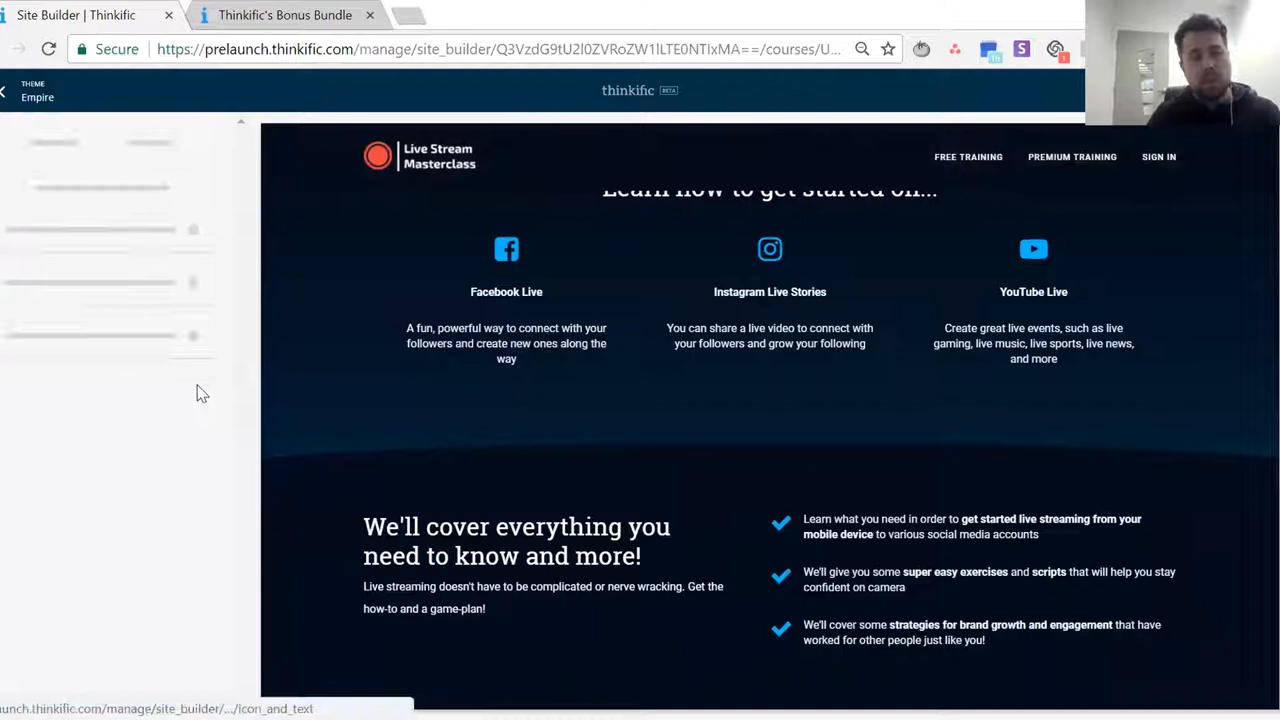 Site Builder | Thinkific
Thinkific's Bonus Bundle
Secure
https://prelaunch.thinkific.com/manage/site_builder/Q3VzdG9tU2l0ZVRoZW1lLTE0NTIxMA==/courses/U...
S
1
THEME
Empire
thinkific BETA
Live Stream
Masterclass
FREE TRAINING
PREMIUM TRAINING
SIGN IN
Learn how to get started on...
Facebook Live
Instagram Live Stories
YouTube Live
A fun, powerful way to connect with your
followers and create new ones along the
way
You can share a live video to connect with
your followers and grow your following
Create great live events, such as live
gaming, live music, live sports, live news,
and more
We'll cover everything you
need to know and more!
Live streaming doesn't have to be complicated or nerve wracking. Get the
how-to and a game-plan!
Learn what you need in order to get started live streaming from your
mobile device to various social media accounts
We'll give you some super easy exercises and scripts that will help you stay
confident on camera
We'll cover some strategies for brand growth and engagement that have
worked for other people just like you!
aunch.thinkific.com/manage/site_builder/.../icon_and_text